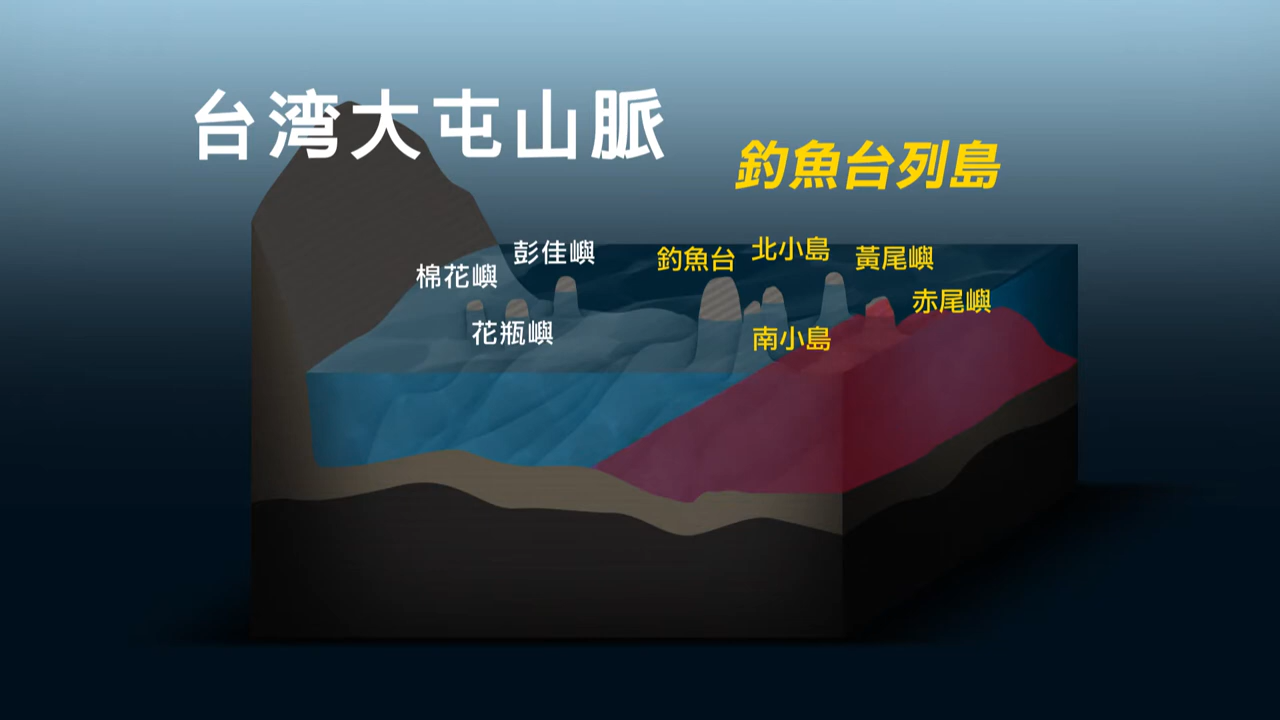 台湾大屯山脈
釣魚台列島
彭佳嶼
棉花嶼
花瓶嶼
釣魚台
北小島
黃尾嶼
赤尾嶼
南小島